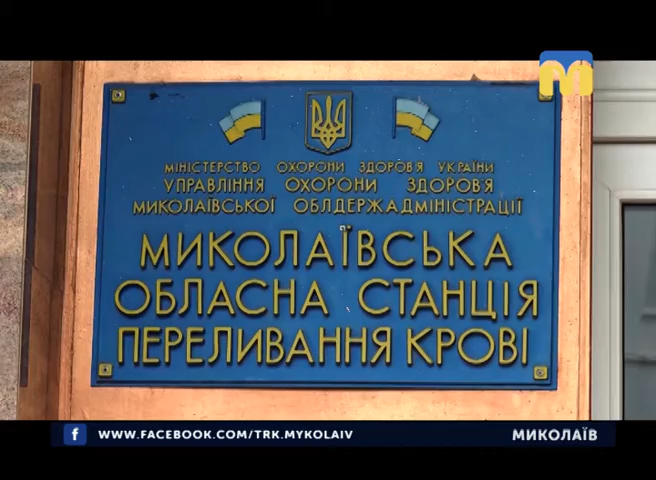 МІНІСТЕРСТВО ОХОРОНИ ЗДОРОВ'Я УКРАЇНИ
УПРАВЛІННЯ ОХОРОНИ ЗДОРОВ'Я
МИКОЛАЇВСЬКОЇ ОБЛДЕРЖАДМІНІСТРАЦІЇ
МИКОЛАЇВСЬКА
ОБЛАСНА СТАНЦІЯ
ПЕРЕЛИВАННЯ КРОВІ
WWW.FACEBOOK.COM/TRK.MYKOLAIV
МИКОЛАЇВ